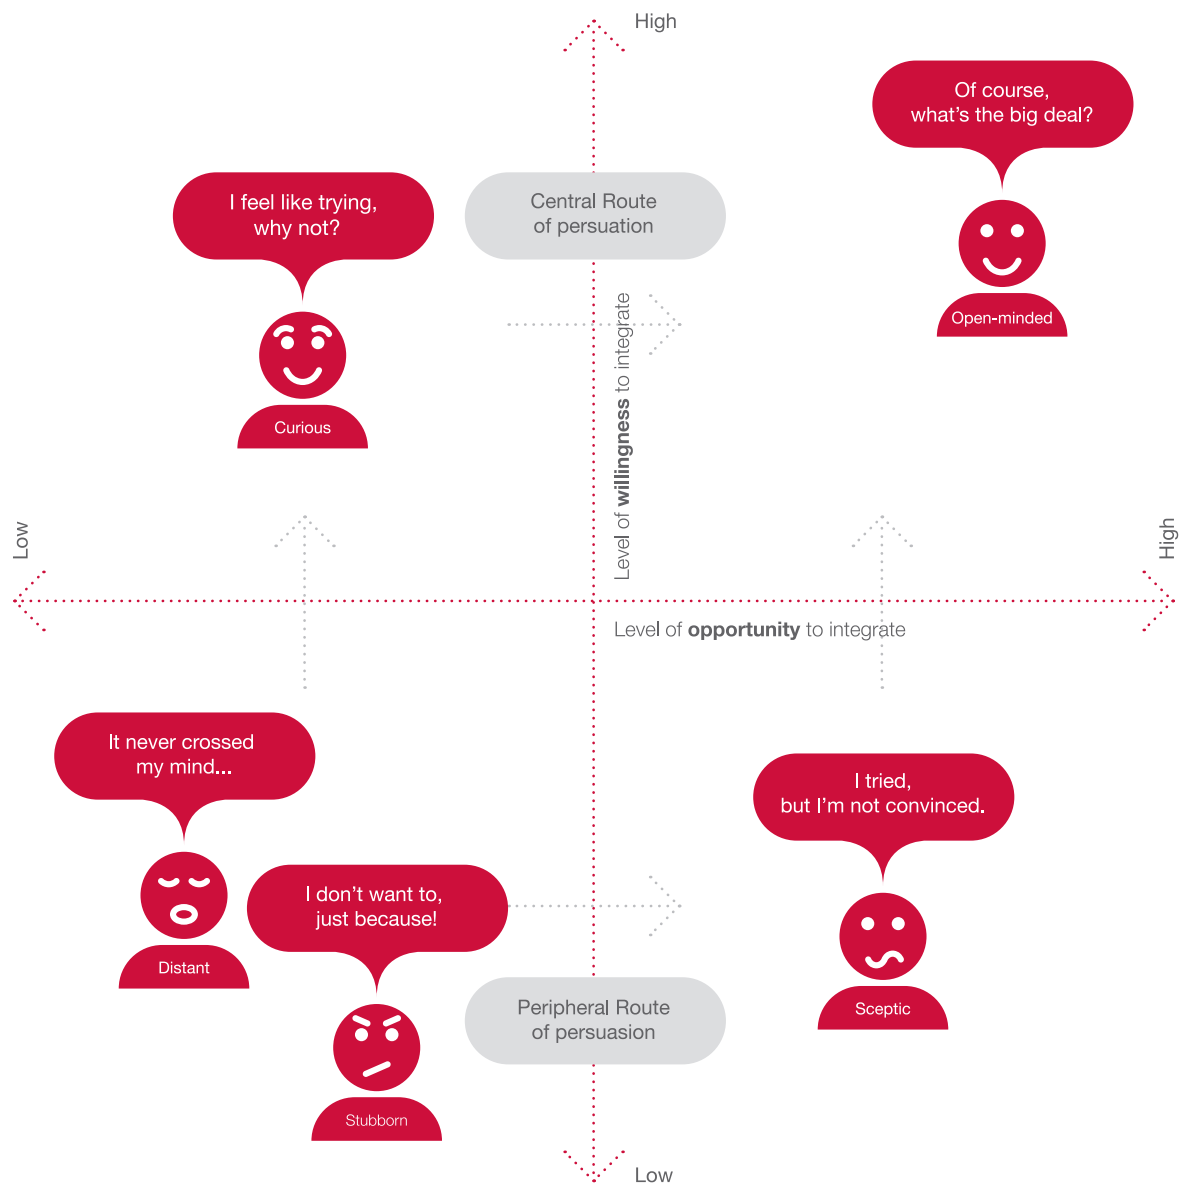 High
Of course,
what's the big deal?
I feel like trying,
why not?
Central Route
of persuation
Open-minded
Level of willingness to integrate
Curious
Low
High
Level of opportunity to integrate
It never crossed
my mind...
I tried,
but I'm not convinced.
I don't want to,
just because!
Distant
Peripheral Route
of persuasion
Sceptic
Stubborn
Low